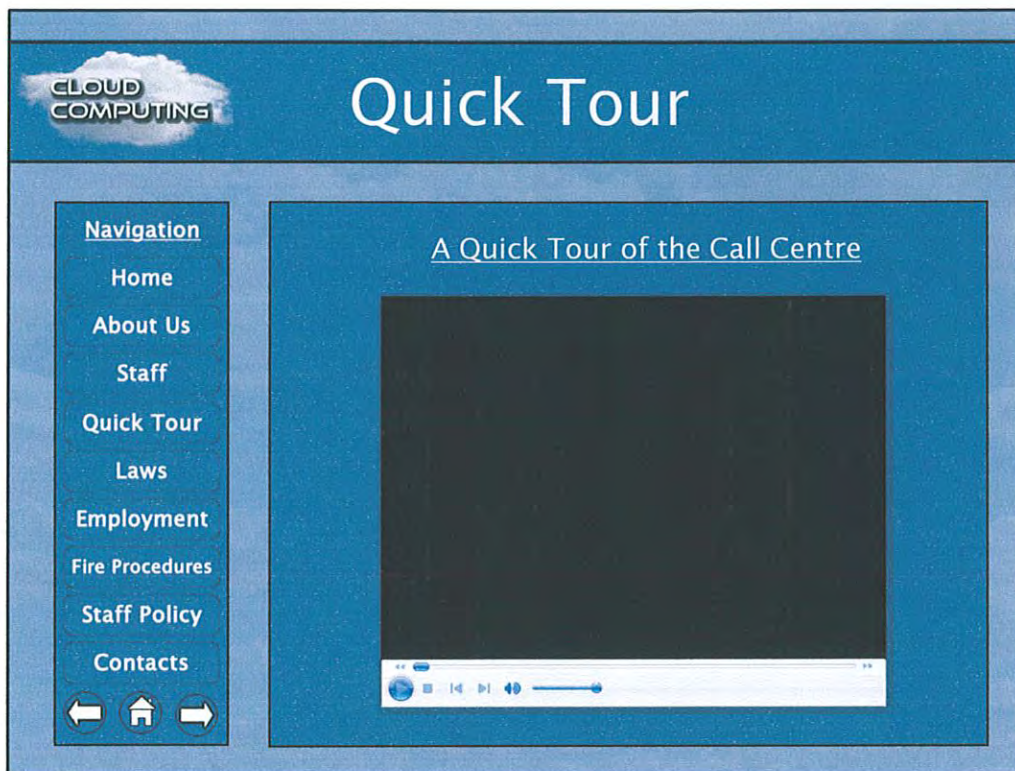 CLOUD
COMPUTING
Quick Tour
Navigation
Home
About Us
Staff
Quick Tour
Laws
Employment
Fire Procedures
Staff Policy
Contacts
A Quick Tour of the Call Centre